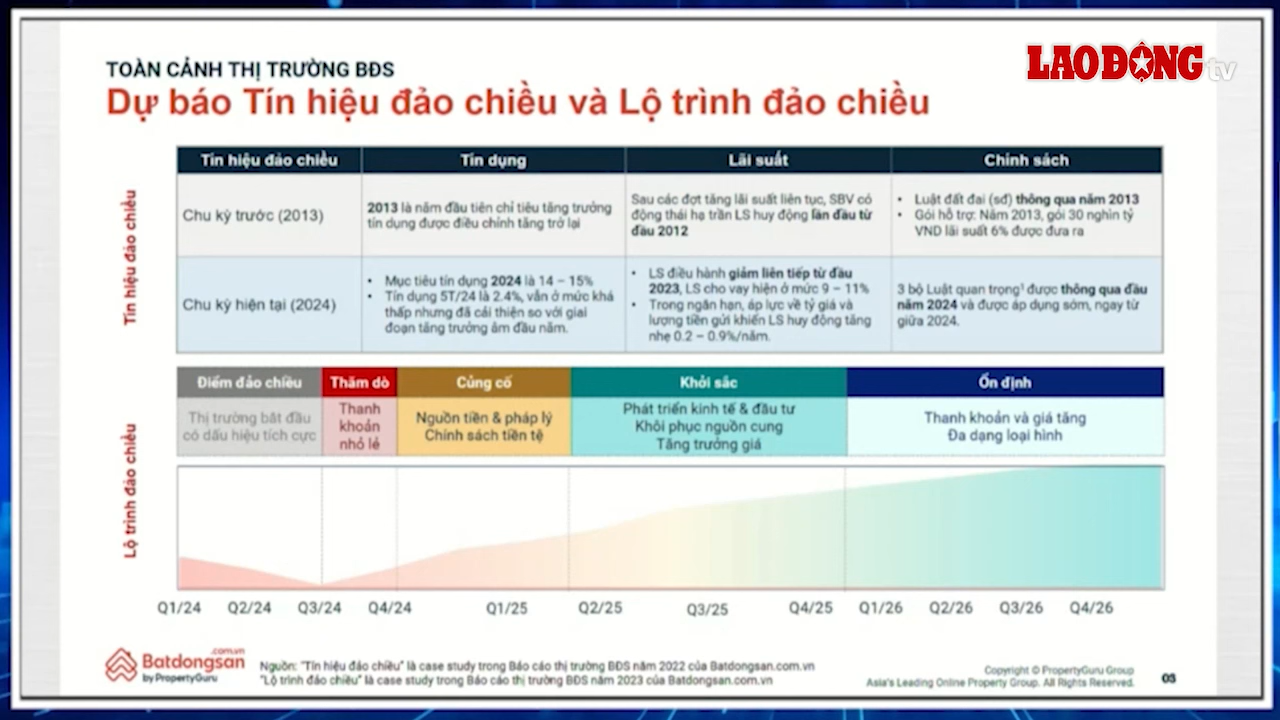 LAO ĐỘNG tv
TOÀN CẢNH THỊ TRƯỜNG BĐS
Dự báo Tín hiệu đảo chiều và Lộ trình đảo chiều
Tín hiệu đảo chiều
Tín hiệu đảo chiều
Tín dụng
Lãi suất
Chính sách
Chu kỳ trước (2013)
2013 là năm đầu tiên chỉ tiêu tăng trưởng
tín dụng được điều chỉnh tăng trở lại
Sau các đợt tăng lãi suất liên tục, SBV có
động thái hạ trần LS huy động lần đầu từ
đầu 2012
• Luật đất đai (sđ) thông qua năm 2013
• Gói hỗ trợ: Năm 2013, gói 30 nghìn tỷ
VND lãi suất 6% được đưa ra
Chu kỳ hiện tại (2024)
• Mục tiêu tín dụng 2024 là 14 – 15%
• Tín dụng 5T/24 là 2.4%, vẫn ở mức khá
thấp nhưng đã cải thiện so với giai
đoạn tăng trưởng âm đầu năm.
• LS điều hành giảm liên tiếp từ đầu
2023, LS cho vay hiện ở mức 9 – 11%
• Trong ngắn hạn, áp lực về tỷ giá và
lượng tiền gửi khiến LS huy động tăng
nhẹ 0.2 – 0.9%/năm.
3 bộ Luật quan trọng¹ được thông qua đầu
năm 2024 và được áp dụng sớm, ngay từ
giữa 2024.
Lộ trình đảo chiều
Điểm đảo chiều
Thăm dò
Củng cố
Khởi sắc
Ổn định
Thị trường bắt đầu
có dấu hiệu tích cực
Thanh
khoản
nhỏ lẻ
Nguồn tiền & pháp lý
Chính sách tiền tệ
Phát triển kinh tế & đầu tư
Khôi phục nguồn cung
Tăng trưởng giá
Thanh khoản và giá tăng
Đa dạng loại hình
Q1/24 Q2/24 Q3/24 Q4/24 Q1/25 Q2/25 Q3/25 Q4/25 Q1/26 Q2/26 Q3/26 Q4/26
Batdongsan .com.vn
by PropertyGuru
Nguồn: "Tín hiệu đảo chiều" là case study trong Báo cáo thị trường BĐS năm 2022 của Batdongsan.com.vn
"Lộ trình đảo chiều" là case study trong Báo cáo thị trường BĐS năm 2023 của Batdongsan.com.vn
Copyright © PropertyGuru Group
Asia's Leading Online Property Group. All Rights Reserved.
03